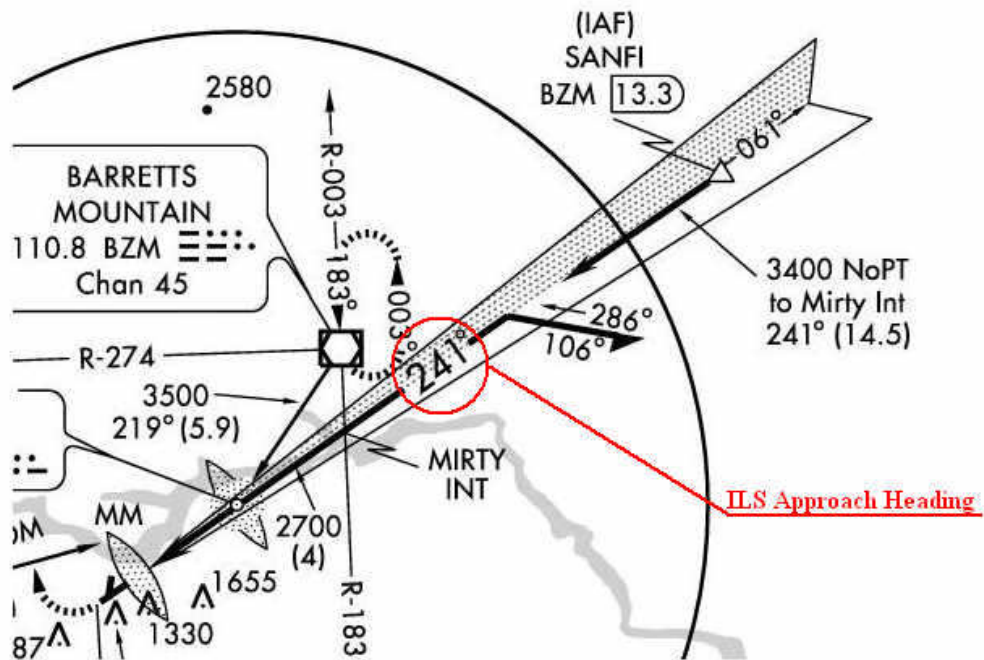 (IAF)
SANFI
BZM 13.3
2580
R-003
183°
003°
061°
BARRETTS
MOUNTAIN
110.8 BZM
Chan 45
3400 NoPT
to Mirty Int
241° (14.5)
286°
106°
241°
R-274
3500
219° (5.9)
MIRTY
INT
ILS Approach Heading
2700
(4)
MM
OM
1655
R-183
1330
87